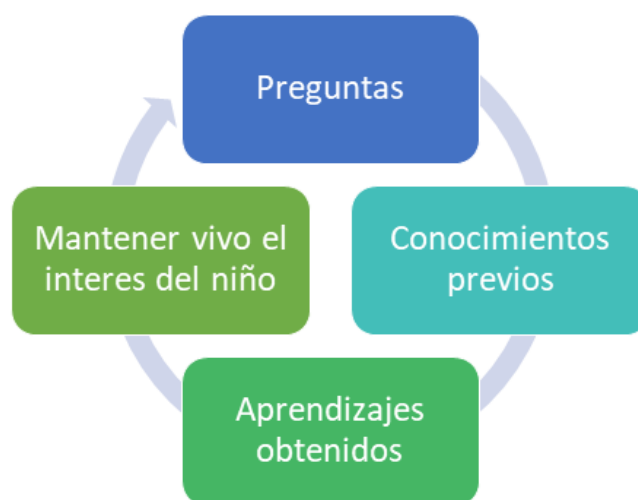 Preguntas
Conocimientos
previos
Aprendizajes
obtenidos
Mantener vivo el
interes del niño